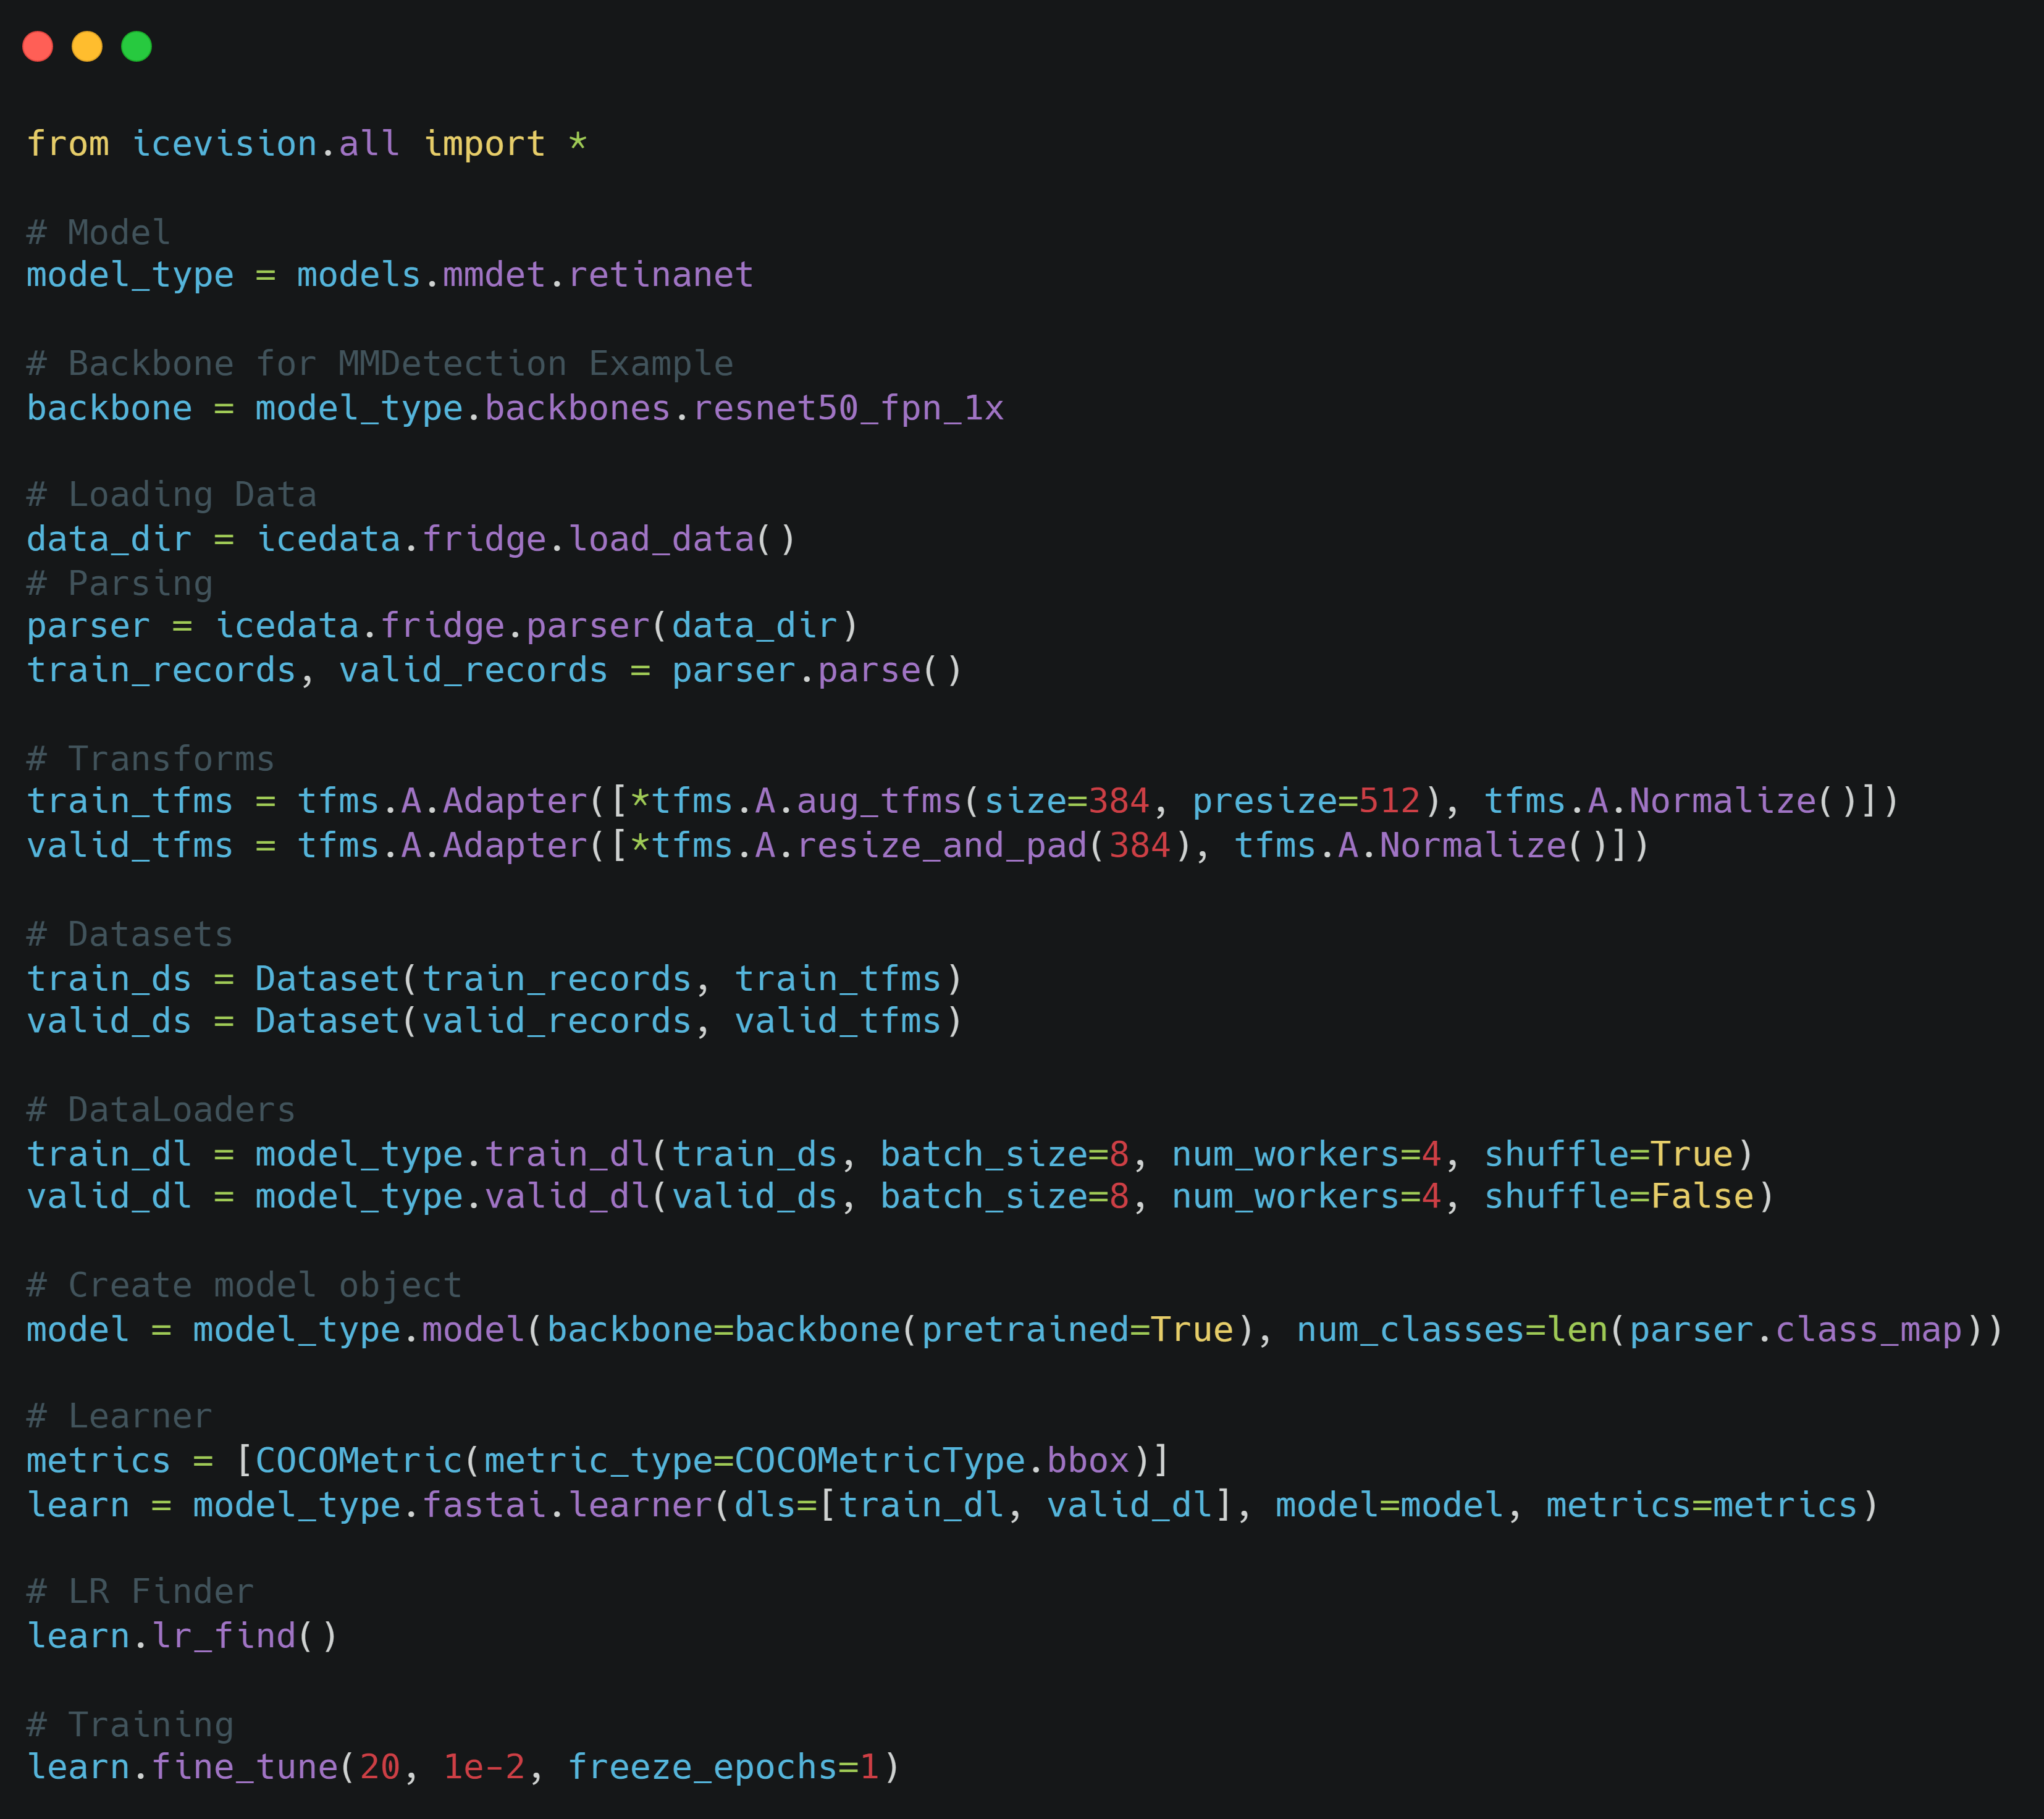 from icevision.all import *
# Model
model_type = models.mmdet.retinanet
# Backbone for MMDetection Example
backbone = model_type.backbones.resnet50_fpn_1x
# Loading Data
data_dir = icedata.fridge.load_data()
# Parsing
parser = icedata.fridge.parser(data_dir)
train_records, valid_records = parser.parse()
# Transforms
train_tfms = tfms.A.Adapter([*tfms.A.aug_tfms(size=384, presize=512), tfms.A.Normalize()])
valid_tfms = tfms.A.Adapter([*tfms.A.resize_and_pad(384), tfms.A.Normalize()])
# Datasets
train_ds = Dataset(train_records, train_tfms)
valid_ds = Dataset(valid_records, valid_tfms)
# DataLoaders
train_dl = model_type.train_dl(train_ds, batch_size=8, num_workers=4, shuffle=True)
valid_dl = model_type.valid_dl(valid_ds, batch_size=8, num_workers=4, shuffle=False)
# Create model object
model = model_type.model(backbone=backbone(pretrained=True), num_classes=len(parser.class_map))
# Learner
metrics = [COCOMetric(metric_type=COCOMetricType.bbox)]
learn = model_type.fastai.learner(dls=[train_dl, valid_dl], model=model, metrics=metrics)
# LR Finder
learn.lr_find()
# Training
learn.fine_tune(20, 1e-2, freeze_epochs=1)